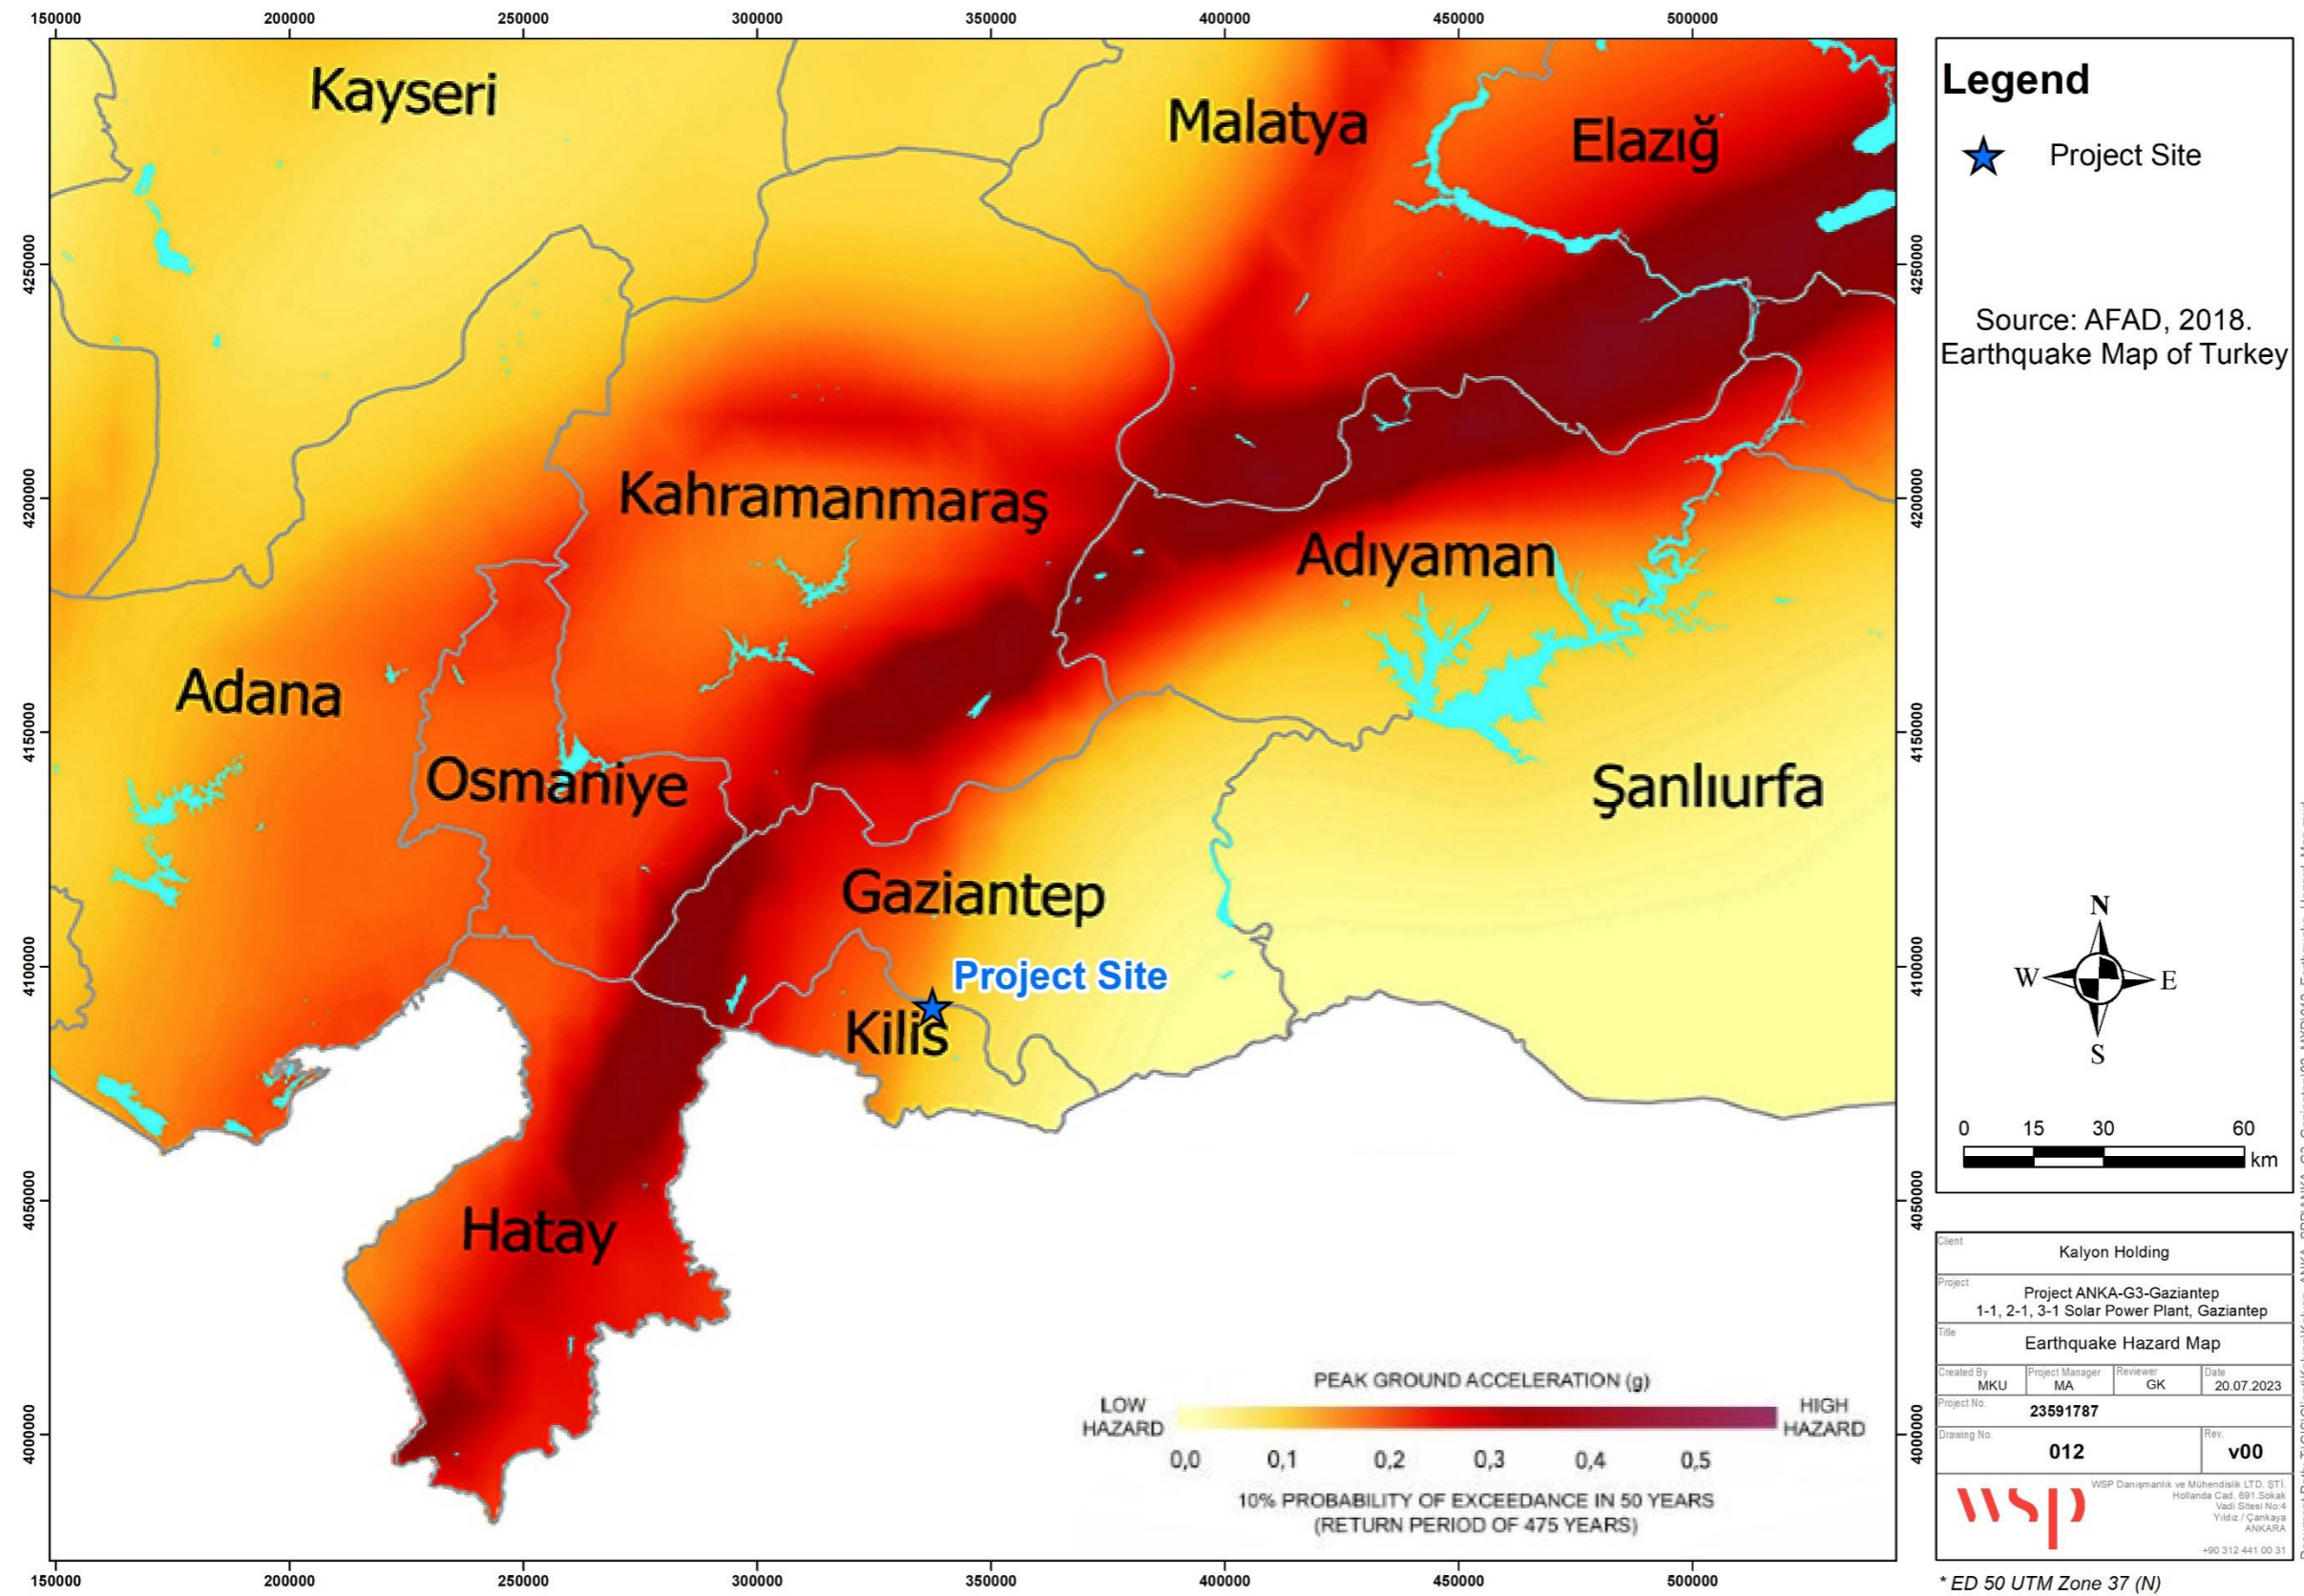 150000 200000 250000 300000 350000 400000 450000 500000
4250000
4200000
4150000
4100000
4050000
4000000
Kayseri
Malatya
Elazığ
Kahramanmaraş
Adıyaman
Adana
Osmaniye
Şanlıurfa
Gaziantep
Project Site
Kilis
Hatay
PEAK GROUND ACCELERATION (g)
LOW
HAZARD
HIGH
HAZARD
0,0 0,1 0,2 0,3 0,4 0,5
10% PROBABILITY OF EXCEEDANCE IN 50 YEARS
(RETURN PERIOD OF 475 YEARS)
4250000
4200000
4150000
4100000
4050000
4000000
150000 200000 250000 300000 350000 400000 450000 500000
Legend
Project Site
Source: AFAD, 2018.
Earthquake Map of Turkey
N
W E
S
0 15 30 60
km
Client
Kalyon Holding
Project
Project ANKA-G3-Gaziantep
1-1, 2-1, 3-1 Solar Power Plant, Gaziantep
Title
Earthquake Hazard Map
Created By Project Manager Reviewer Date
MKU MA GK 20.07.2023
Project No.
23591787
Drawing No. Rev.
012 v00
wsp
WSP Danışmanlık ve Mühendislik LTD. ŞTİ.
Hollanda Cad. 691.Sokak
Vadi Sitesi No:4
Yıldız / Çankaya
ANKARA
+90 312 441 00 31
* ED 50 UTM Zone 37 (N)